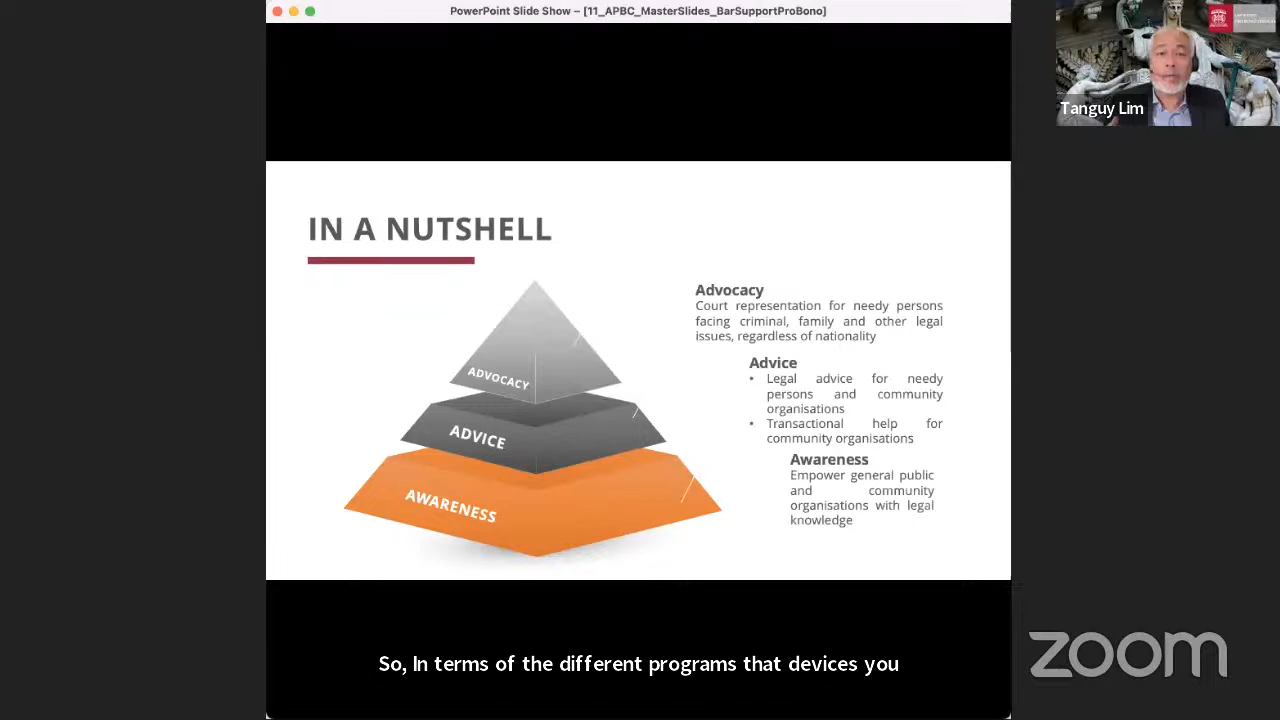 PowerPoint Slide Show – [11_APBC_MasterSlides_BarSupportProBono]
Tanguy Lim
IN A NUTSHELL
ADVOCACY
ADVICE
AWARENESS
Advocacy
Court representation for needy persons
facing criminal, family and other legal
issues, regardless of nationality
Advice
• Legal advice for needy
persons and community
organisations
• Transactional help for
community organisations
Awareness
Empower general public
and community
organisations with legal
knowledge
So, In terms of the different programs that devices you
zoom